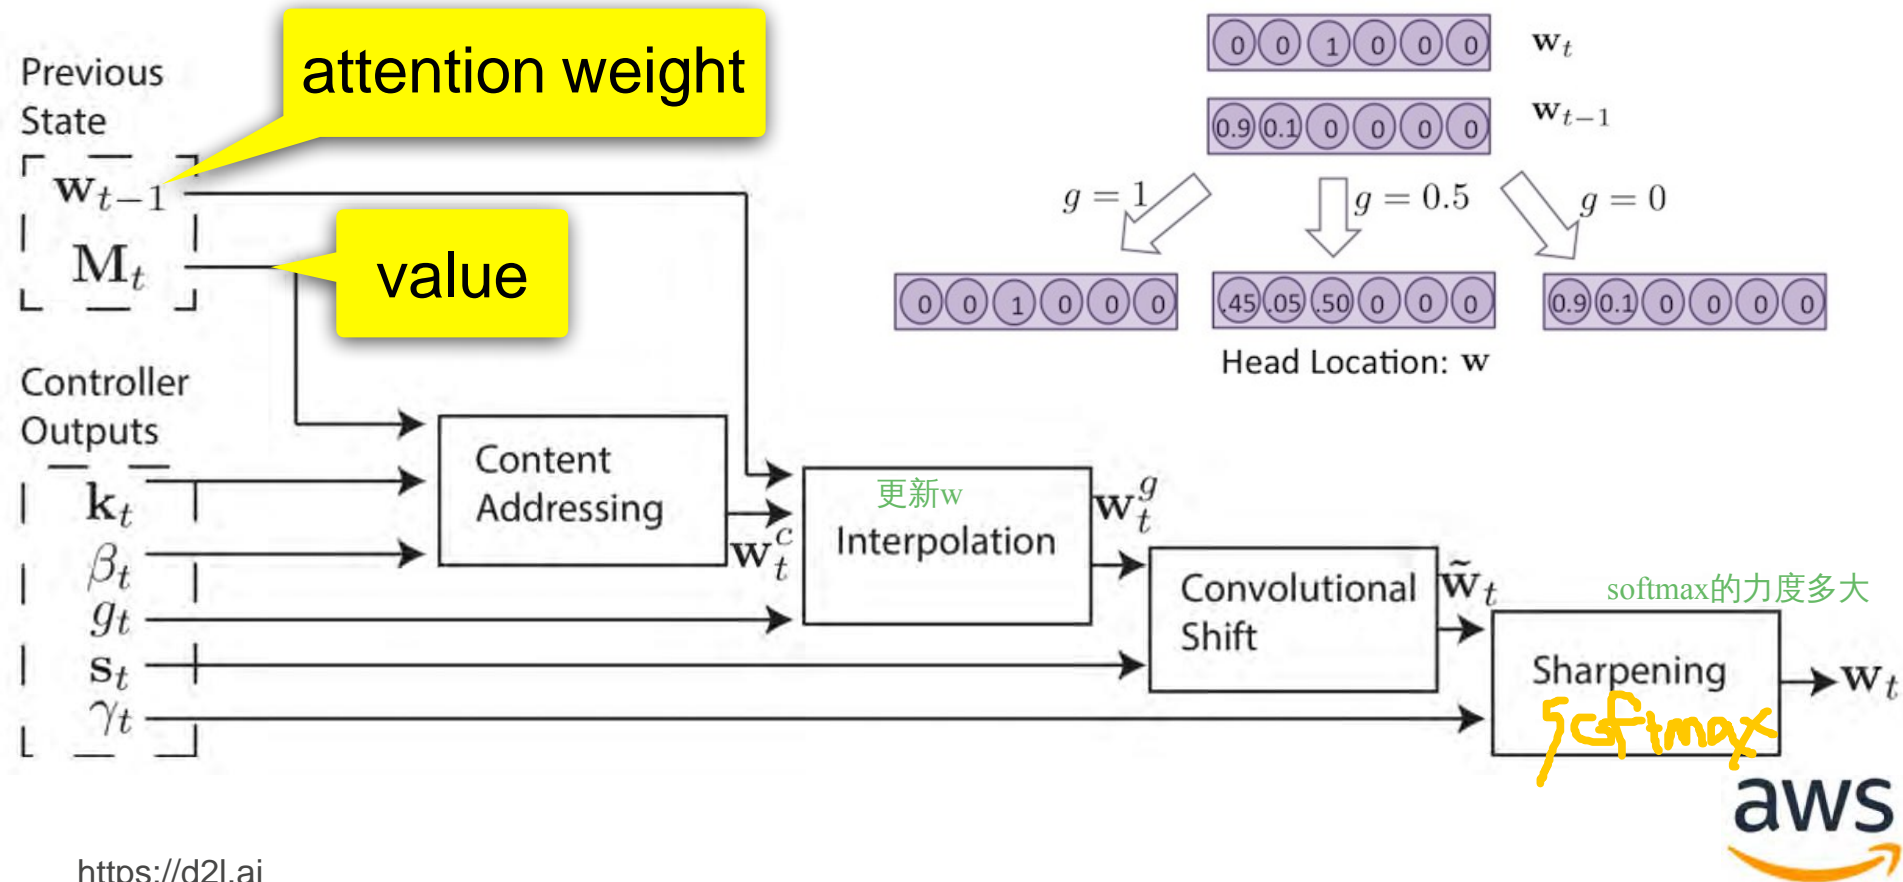 attention weight
Previous
State
w_{t-1}
M_t
value
Controller
Outputs
k_t
β_t
g_t
s_t
γ_t
Content
Addressing
w_t^c
更新w
Interpolation
w_t^g
Convolutional
Shift
w̃_t
softmax的力度多大
Sharpening
softmax
w_t
0 0 1 0 0 0 w_t
0.9 0.1 0 0 0 0 w_{t-1}
g = 1
g = 0.5
g = 0
0 0 1 0 0 0
.45 .05 .50 0 0 0
0.9 0.1 0 0 0 0
Head Location: w
aws
https://d2l.ai